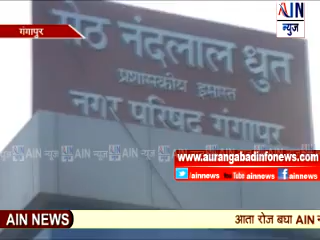 गंगापुर
AIN
न्युज
शेठ नंदलाल धुत
प्रशासकीय इमारत
नगर परिषद गंगापुर
AIN न्युज
www.aurangabadinfonews.com
/ainnews /ainnews /ainnews
AIN NEWS
आता रोज बघा AIN